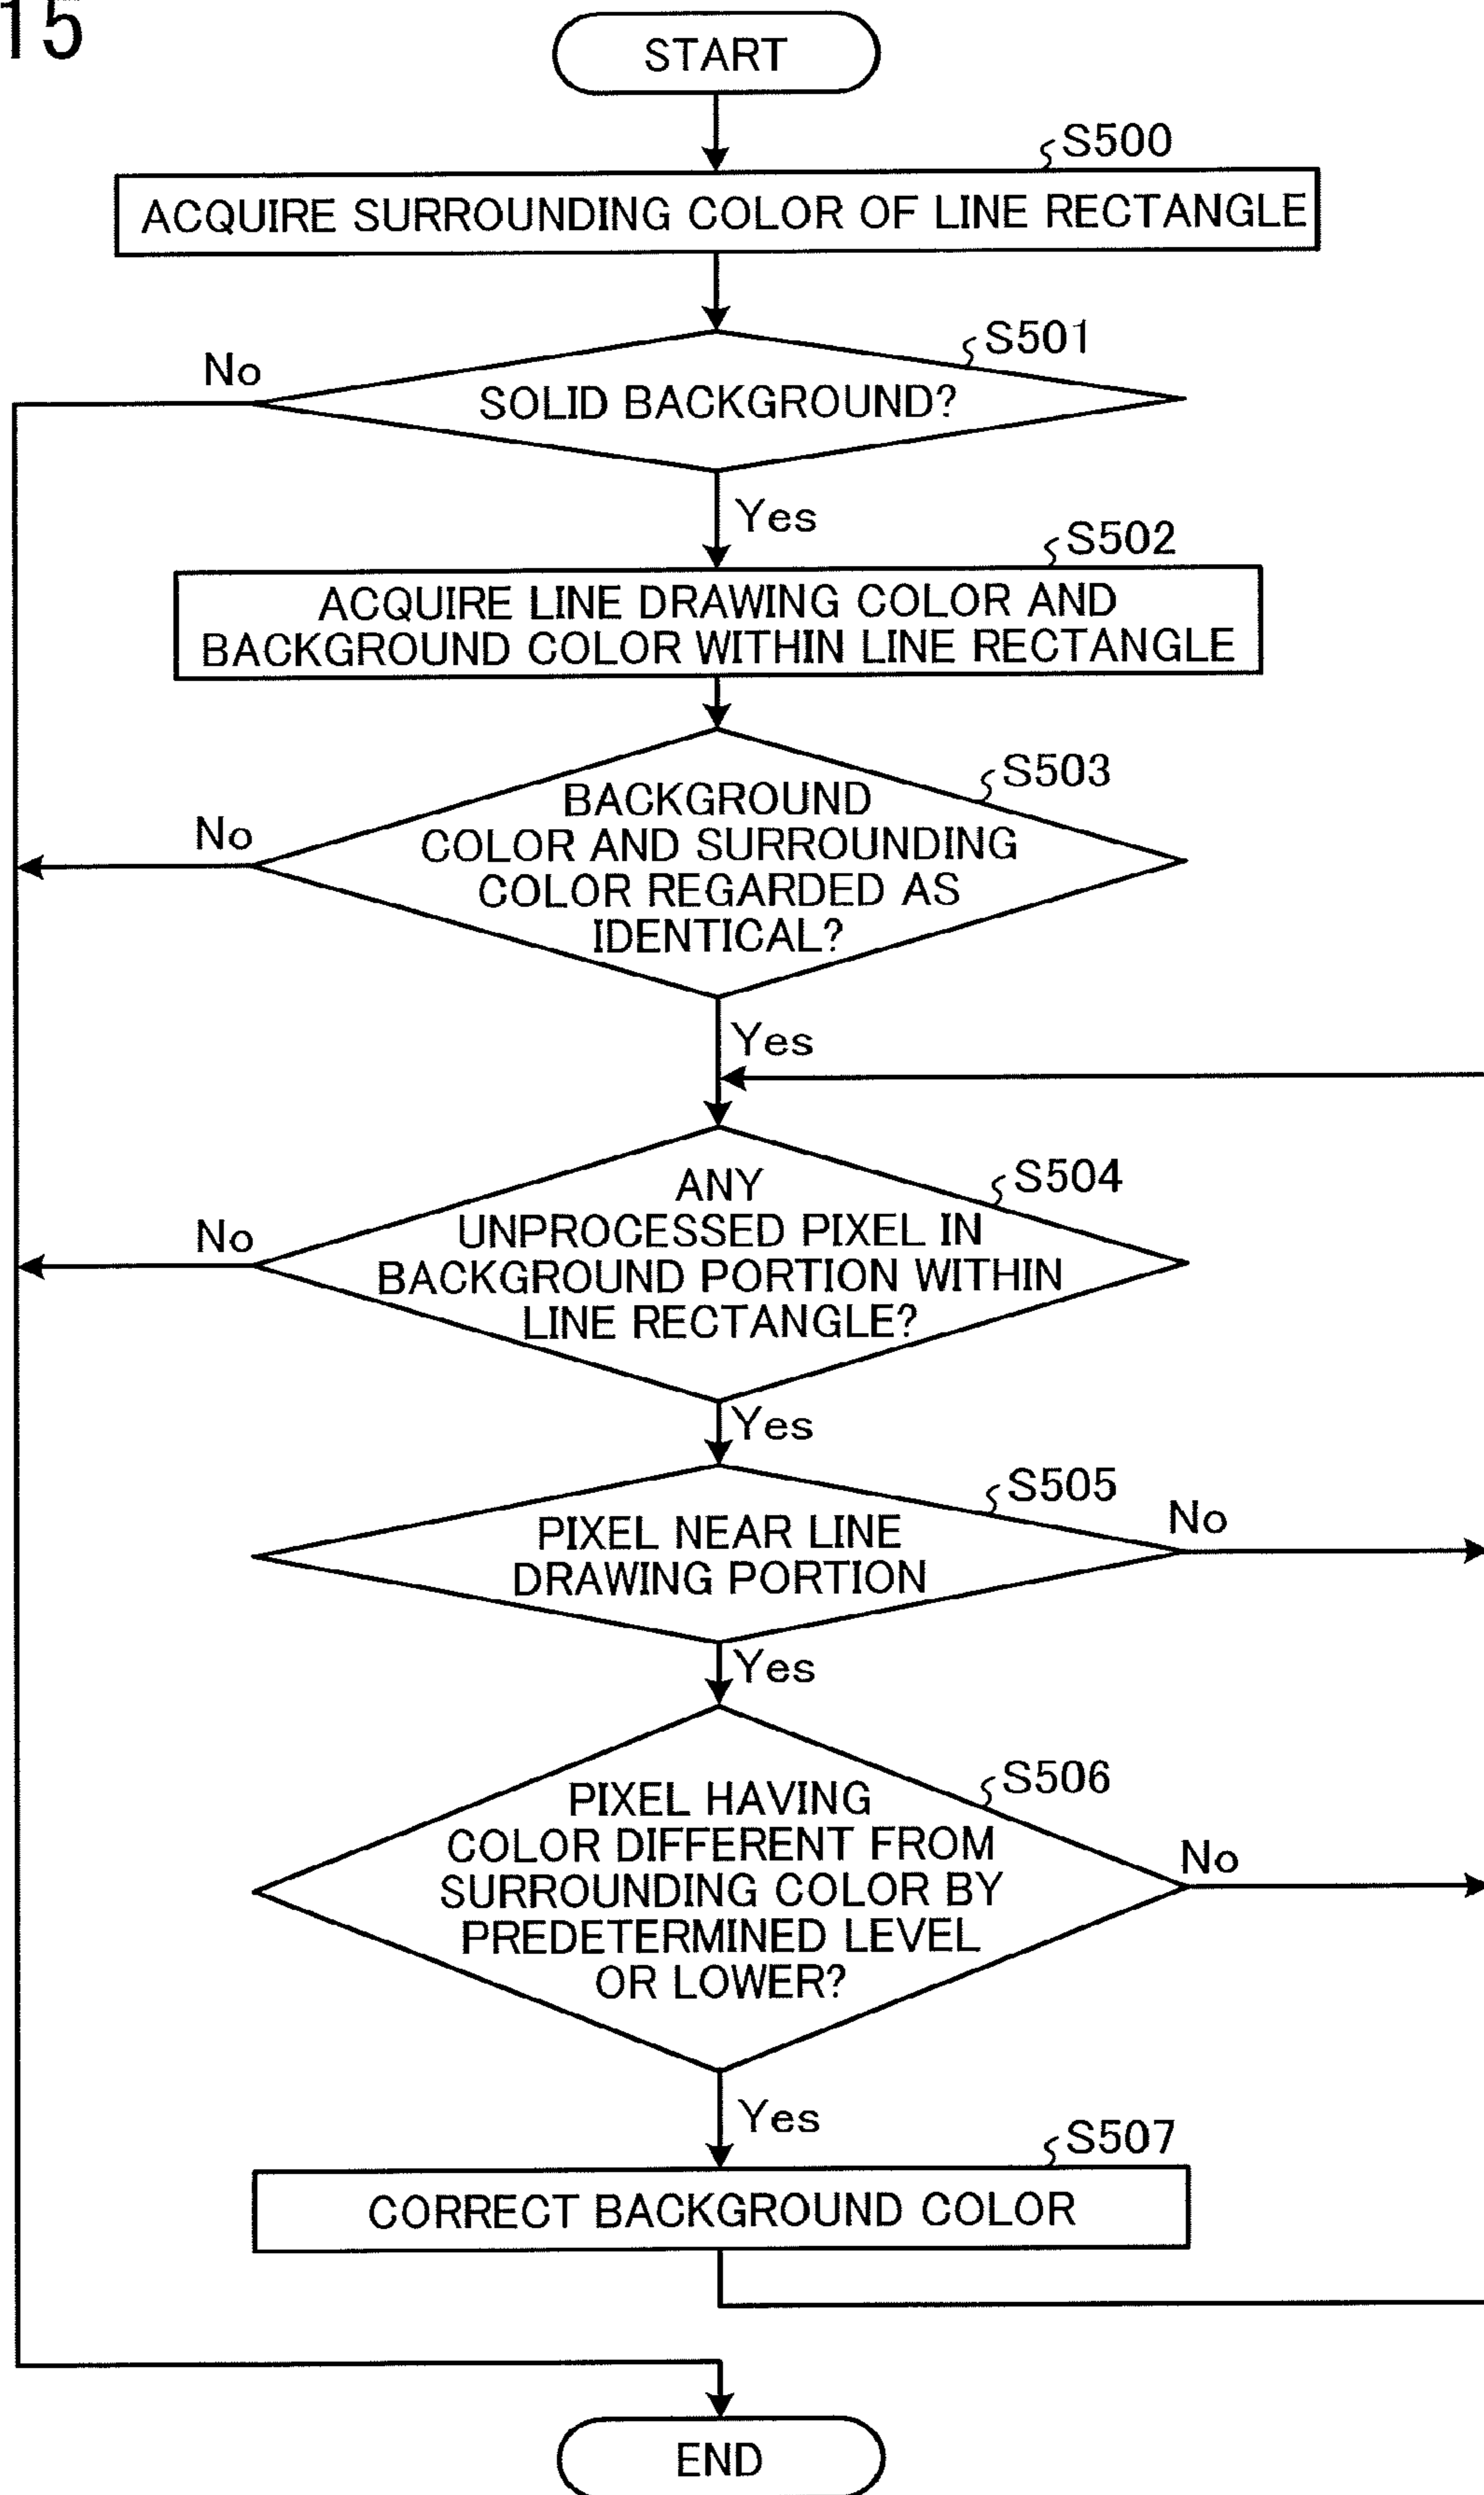 15
START
S500
ACQUIRE SURROUNDING COLOR OF LINE RECTANGLE
S501
No
SOLID BACKGROUND?
Yes
S502
ACQUIRE LINE DRAWING COLOR AND
BACKGROUND COLOR WITHIN LINE RECTANGLE
S503
No
BACKGROUND
COLOR AND SURROUNDING
COLOR REGARDED AS
IDENTICAL?
Yes
S504
No
ANY
UNPROCESSED PIXEL IN
BACKGROUND PORTION WITHIN
LINE RECTANGLE?
Yes
S505
No
PIXEL NEAR LINE
DRAWING PORTION
Yes
S506
No
PIXEL HAVING
COLOR DIFFERENT FROM
SURROUNDING COLOR BY
PREDETERMINED LEVEL
OR LOWER?
Yes
S507
CORRECT BACKGROUND COLOR
END